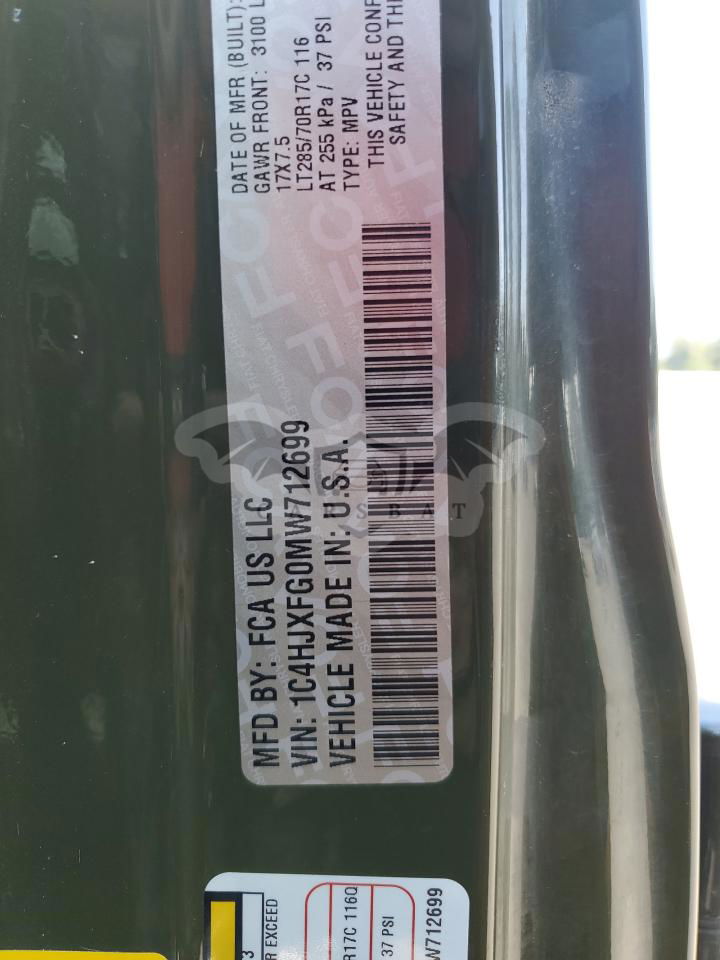 MFD BY: FCA US LLC
VIN: 1C4HJXFG0MW712699
VEHICLE MADE IN: U.S.A.
DATE OF MFR (BUILT):
GAWR FRONT: 3100 L
17X7.5
LT285/70R17C 116
AT 255 kPa / 37 PSI
TYPE: MPV
THIS VEHICLE CONF
SAFETY AND THE
CARSBAT
R EXCEED
R17C 116Q
37 PSI
W712699